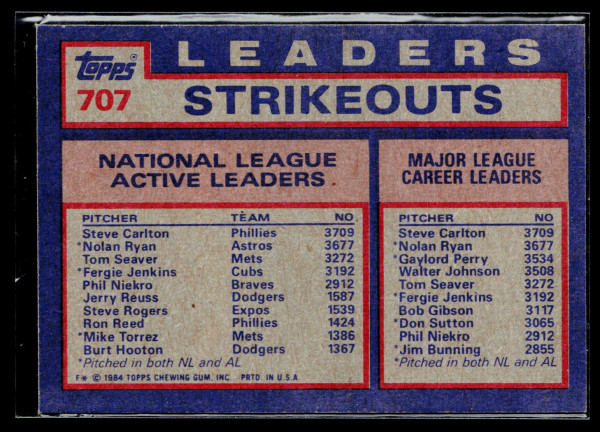 LEADERS
topps
707
STRIKEOUTS
NATIONAL LEAGUE
ACTIVE LEADERS
PITCHER TEAM NO
Steve Carlton Phillies 3709
*Nolan Ryan Astros 3677
Tom Seaver Mets 3272
*Fergie Jenkins Cubs 3192
Phil Niekro Braves 2912
Jerry Reuss Dodgers 1587
Steve Rogers Expos 1539
Ron Reed Phillies 1424
*Mike Torrez Mets 1386
Burt Hooton Dodgers 1367
*Pitched in both NL and AL
F* © 1984 TOPPS CHEWING GUM, INC. PRTD. IN U.S.A.
MAJOR LEAGUE
CAREER LEADERS
PITCHER NO
Steve Carlton 3709
*Nolan Ryan 3677
*Gaylord Perry 3534
Walter Johnson 3508
Tom Seaver 3272
*Fergie Jenkins 3192
Bob Gibson 3117
*Don Sutton 3065
Phil Niekro 2912
*Jim Bunning 2855
*Pitched in both NL and AL